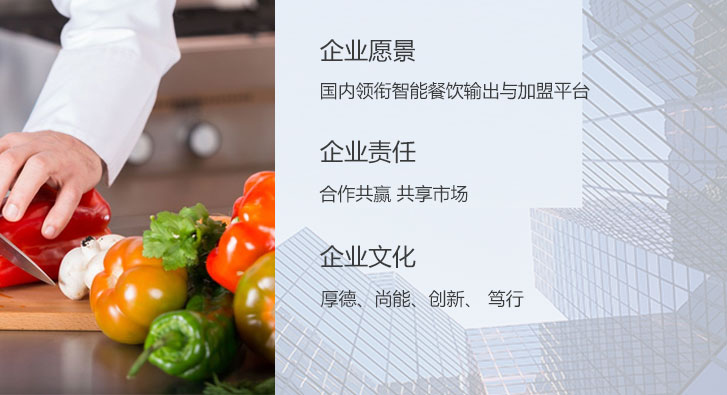 企业愿景
国内领衔智能餐饮输出与加盟平台
企业责任
合作共赢 共享市场
企业文化
厚德、尚能、创新、 笃行